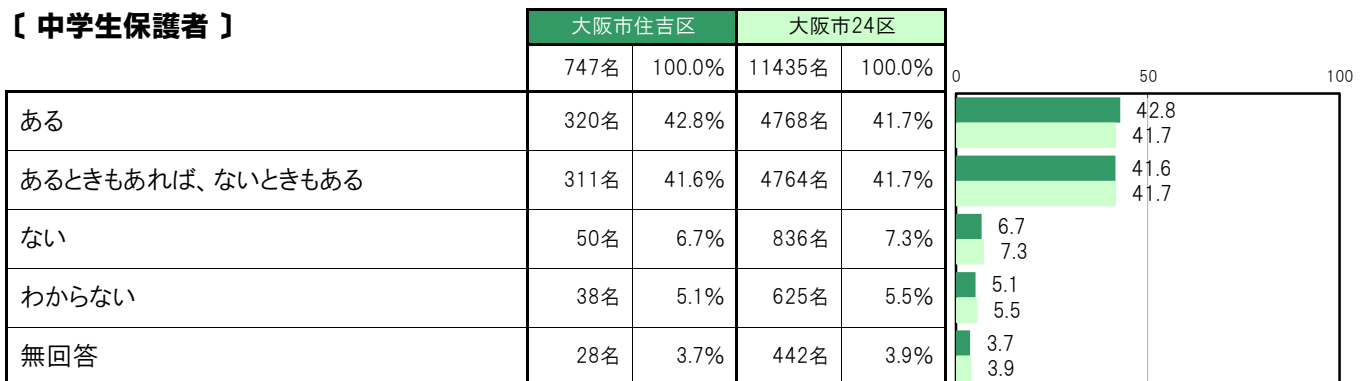 〔 中学生保護者 〕
大阪市住吉区 大阪市24区
747名 100.0% 11435名 100.0%
0 50 100
ある 320名 42.8% 4768名 41.7%
42.8
41.7
あるときもあれば、ないときもある 311名 41.6% 4764名 41.7%
41.6
41.7
ない 50名 6.7% 836名 7.3%
6.7
7.3
わからない 38名 5.1% 625名 5.5%
5.1
5.5
無回答 28名 3.7% 442名 3.9%
3.7
3.9